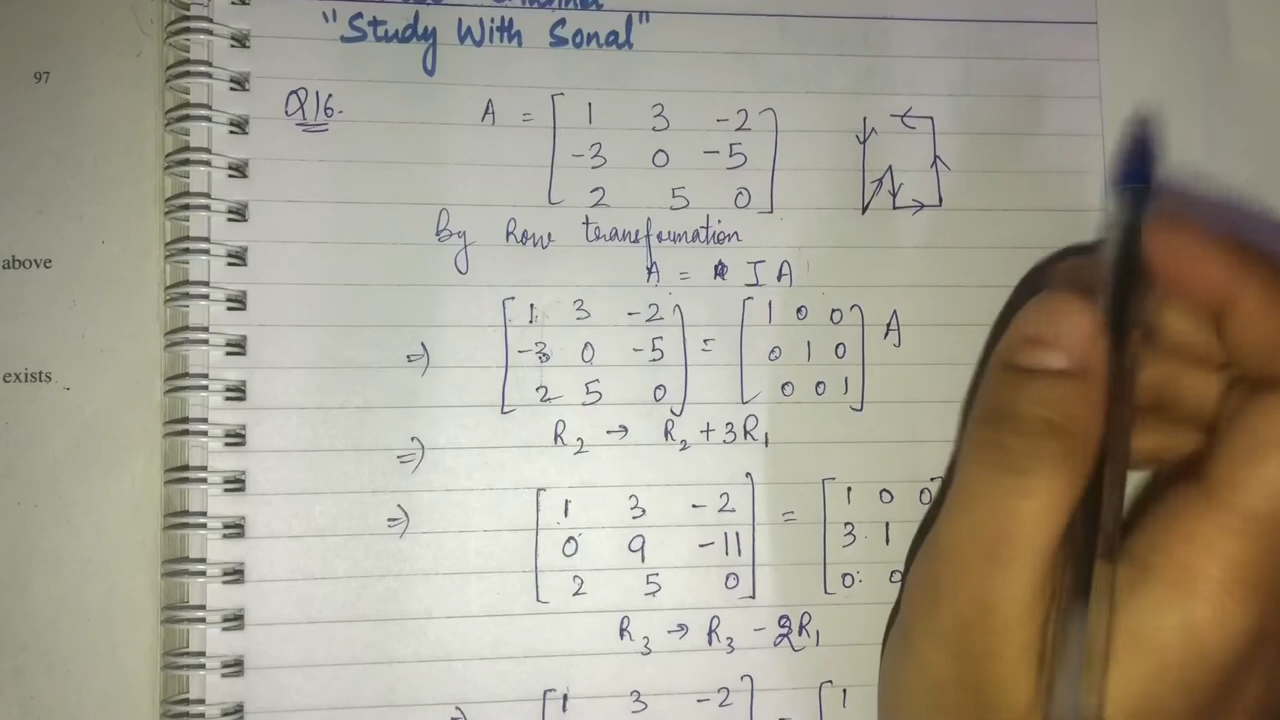 "Study With Sonal"
97
Q16. A = [ 1 3 -2
-3 0 -5
2 5 0 ]
By Row transformation
above
A = I A
⇒ [ 1 3 -2 = [ 1 0 0 A
-3 0 -5 0 1 0
2 5 0 ] 0 0 1 ]
exists
R2 → R2 + 3R1
⇒
⇒ [ 1 3 -2 = [ 1 0 0
0 9 -11 3 1
2 5 0 ] 0 0
R3 → R3 - 2R1
⇒ [ 1 3 -2 ] = [ 1